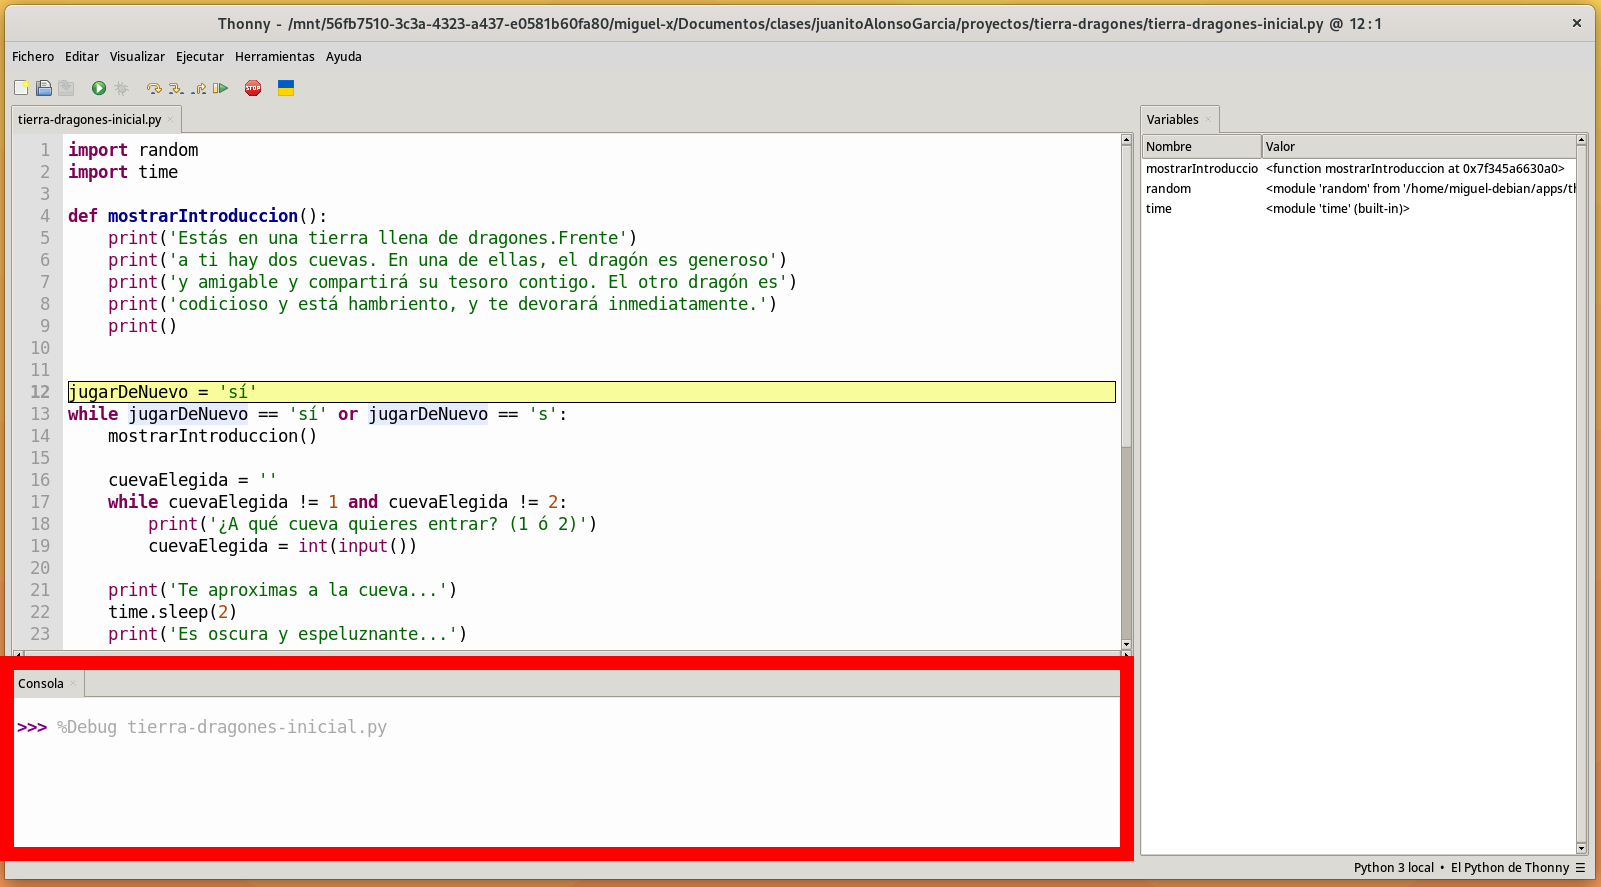 Thonny - /mnt/56fb7510-3c3a-4323-a437-e0581b60fa80/miguel-x/Documentos/clases/juanitoAlonsoGarcia/proyectos/tierra-dragones/tierra-dragones-inicial.py @ 12:1
Fichero Editar Visualizar Ejecutar Herramientas Ayuda
STOP
tierra-dragones-inicial.py
1 import random
2 import time
3
4 def mostrarIntroduccion():
5     print('Estás en una tierra llena de dragones.Frente')
6     print('a ti hay dos cuevas. En una de ellas, el dragón es generoso')
7     print('y amigable y compartirá su tesoro contigo. El otro dragón es')
8     print('codicioso y está hambriento, y te devorará inmediatamente.')
9     print()
10
11
12 jugarDeNuevo = 'sí'
13 while jugarDeNuevo == 'sí' or jugarDeNuevo == 's':
14     mostrarIntroduccion()
15
16     cuevaElegida = ''
17     while cuevaElegida != 1 and cuevaElegida != 2:
18         print('¿A qué cueva quieres entrar? (1 ó 2)')
19         cuevaElegida = int(input())
20
21     print('Te aproximas a la cueva...')
22     time.sleep(2)
23     print('Es oscura y espeluznante...')
Consola
>>> %Debug tierra-dragones-inicial.py
Variables
Nombre Valor
mostrarIntroduccio <function mostrarIntroduccion at 0x7f345a6630a0>
random <module 'random' from '/home/miguel-debian/apps/th
time <module 'time' (built-in)>
Python 3 local • El Python de Thonny ☰